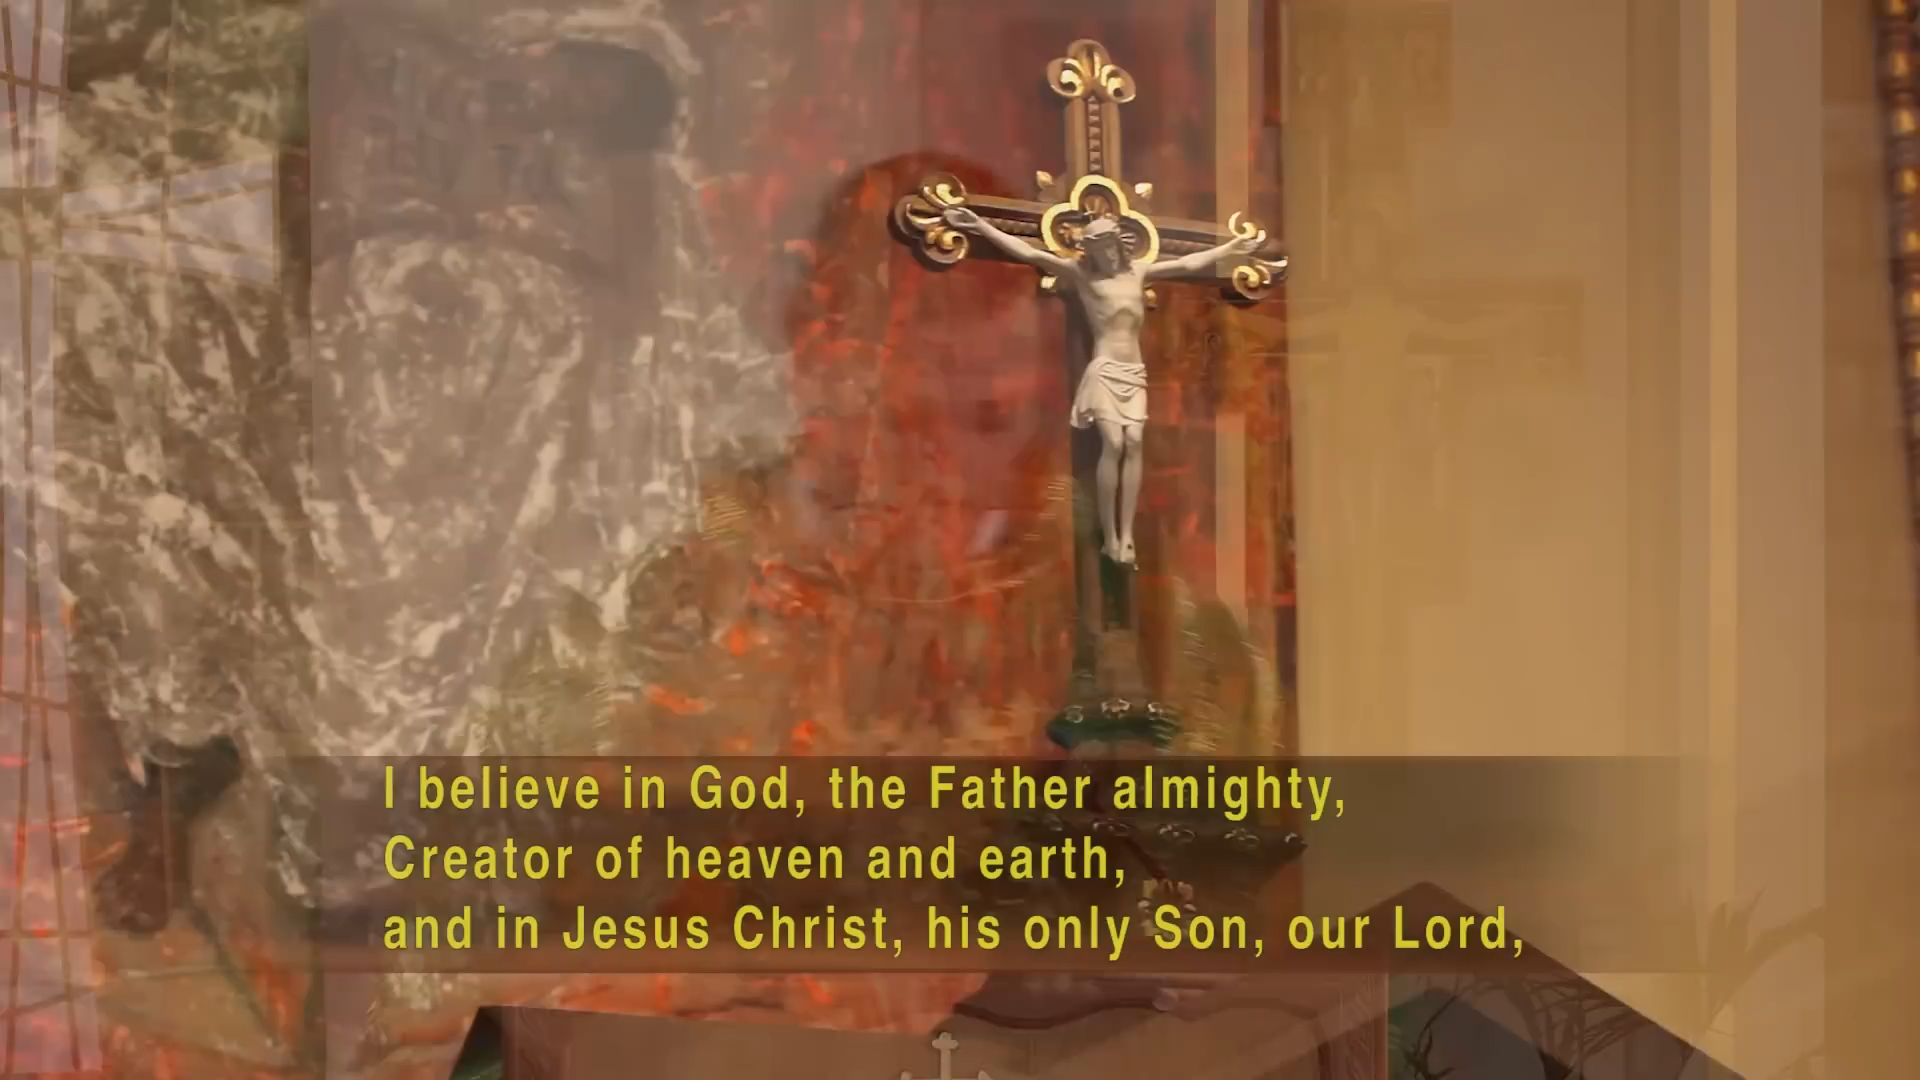 I believe in God, the Father almighty,
Creator of heaven and earth,
and in Jesus Christ, his only Son, our Lord,